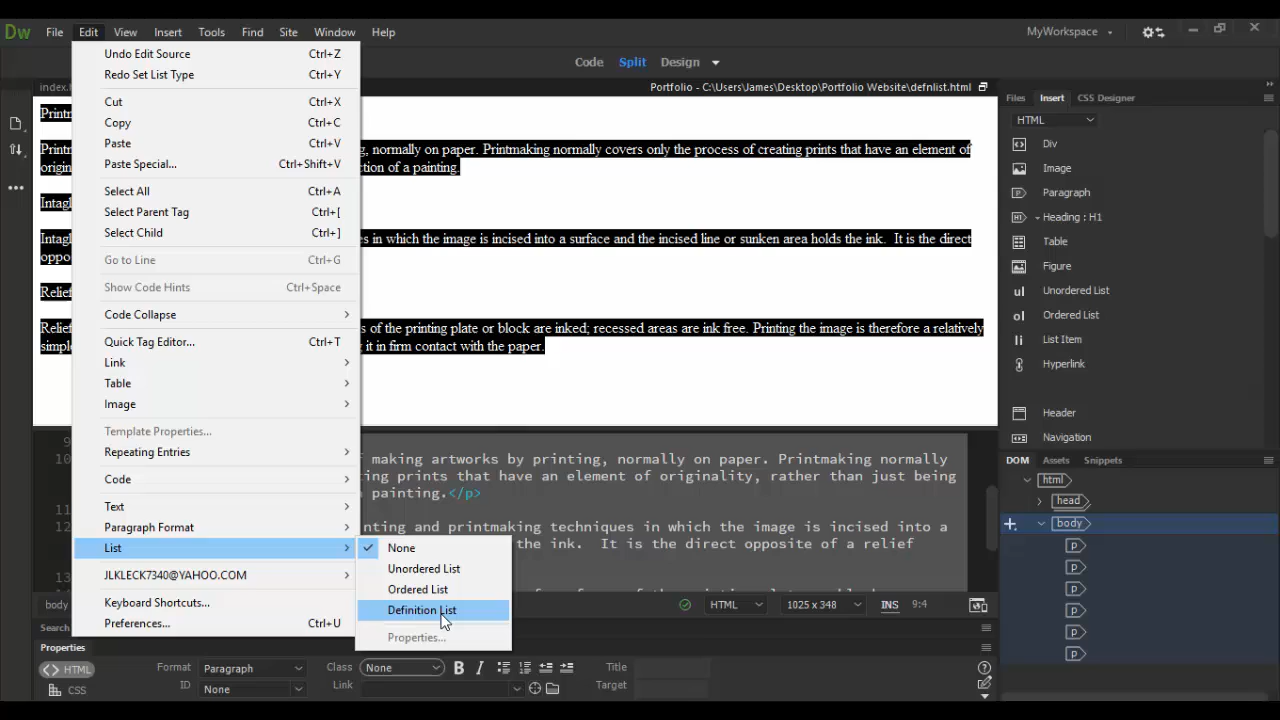 Dw File Edit View Insert Tools Find Site Window Help MyWorkspace
Code Split Design
index.
Portfolio - C:\Users\James\Desktop\Portfolio Website\defnlist.html
Undo Edit Source Ctrl+Z
Redo Set List Type Ctrl+Y
Cut Ctrl+X
Copy Ctrl+C
Paste Ctrl+V
Paste Special... Ctrl+Shift+V
Select All Ctrl+A
Select Parent Tag Ctrl+[
Select Child Ctrl+]
Go to Line Ctrl+G
Show Code Hints Ctrl+Space
Code Collapse
Quick Tag Editor... Ctrl+T
Link
Table
Image
Template Properties...
Repeating Entries
Code
Text
Paragraph Format
List
JLKLECK7340@YAHOO.COM
Keyboard Shortcuts...
Preferences... Ctrl+U
None
Unordered List
Ordered List
Definition List
Properties...
, normally on paper. Printmaking normally covers only the process of creating prints that have an element of
ction of a painting.
es in which the image is incised into a surface and the incised line or sunken area holds the ink. It is the direct
s of the printing plate or block are inked; recessed areas are ink free. Printing the image is therefore a relatively
it in firm contact with the paper.
9
10
11
12
13
f making artworks by printing, normally on paper. Printmaking normally
ing prints that have an element of originality, rather than just being
painting.</p>
nting and printmaking techniques in which the image is incised into a
the ink. It is the direct opposite of a relief
body
HTML 1025 x 348 INS 9:4
Search
Properties
HTML Format Paragraph Class None B I Title
CSS ID None Link Target
Files Insert CSS Designer
HTML
Div
Image
Paragraph
Heading : H1
Table
Figure
ul Unordered List
ol Ordered List
li List Item
Hyperlink
Header
Navigation
DOM Assets Snippets
html
head
body
p
p
p
p
p
p